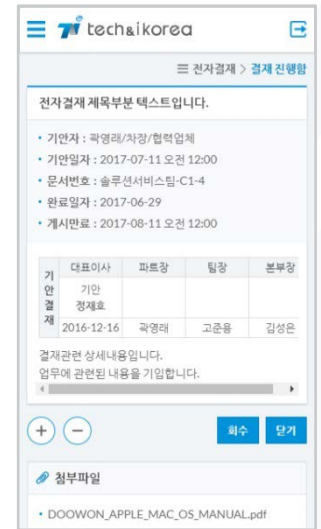 tech&ikorea
전자결재 > 결재 진행함
전자결재 제목부분 텍스트입니다.
• 기안자 : 곽영래/차장/협력업체
• 기안일자 : 2017-07-11 오전 12:00
• 문서번호 : 솔루션서비스팀-C1-4
• 완료일자 : 2017-06-29
• 게시만료 : 2017-08-11 오전 12:00
기안결재
대표이사 파트장 팀장 본부장
기안
정재호
2016-12-16 곽영래 고준용 김성은
결재관련 상세내용입니다.
업무에 관련된 내용을 기입합니다.
회수 닫기
첨부파일
• DOOWON_APPLE_MAC_OS_MANUAL.pdf